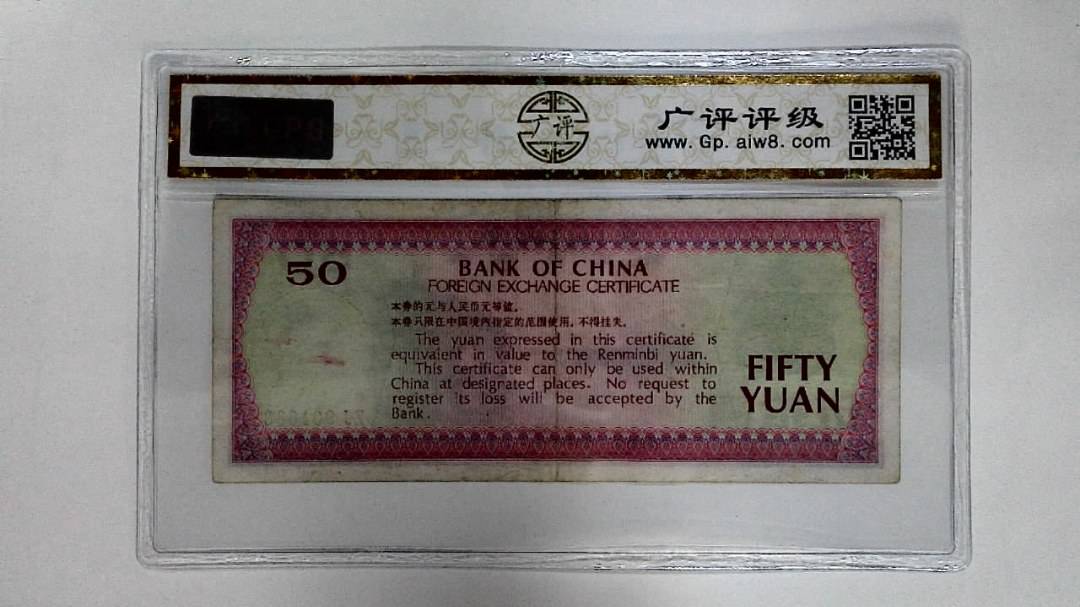 广评
广评评级
www. Gp. aiw8. com
50
BANK OF CHINA
FOREIGN EXCHANGE CERTIFICATE
本券的元与人民币元等值。
本券只限在中国境内指定的范围使用,不得挂失。
The yuan expressed in this certificate is
equivalent in value to the Renminbi yuan.
This certificate can only be used within
China at designated places. No request to
register its loss will be accepted by the
Bank.
FIFTY
YUAN